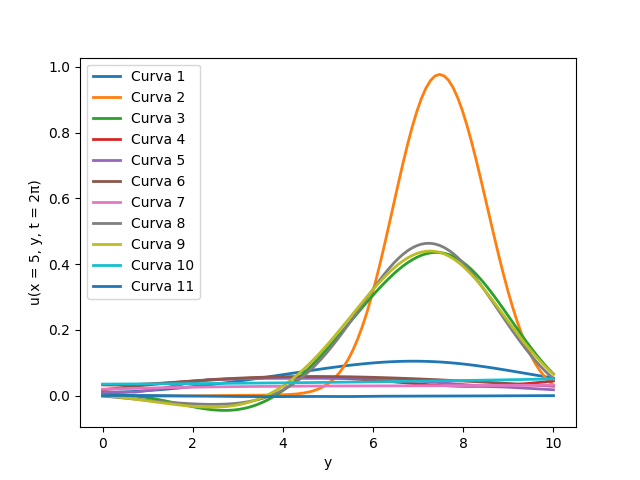 1.0
0.8
0.6
0.4
0.2
0.0
u(x = 5, y, t = 2π)
Curva 1
Curva 2
Curva 3
Curva 4
Curva 5
Curva 6
Curva 7
Curva 8
Curva 9
Curva 10
Curva 11
0 2 4 6 8 10
y